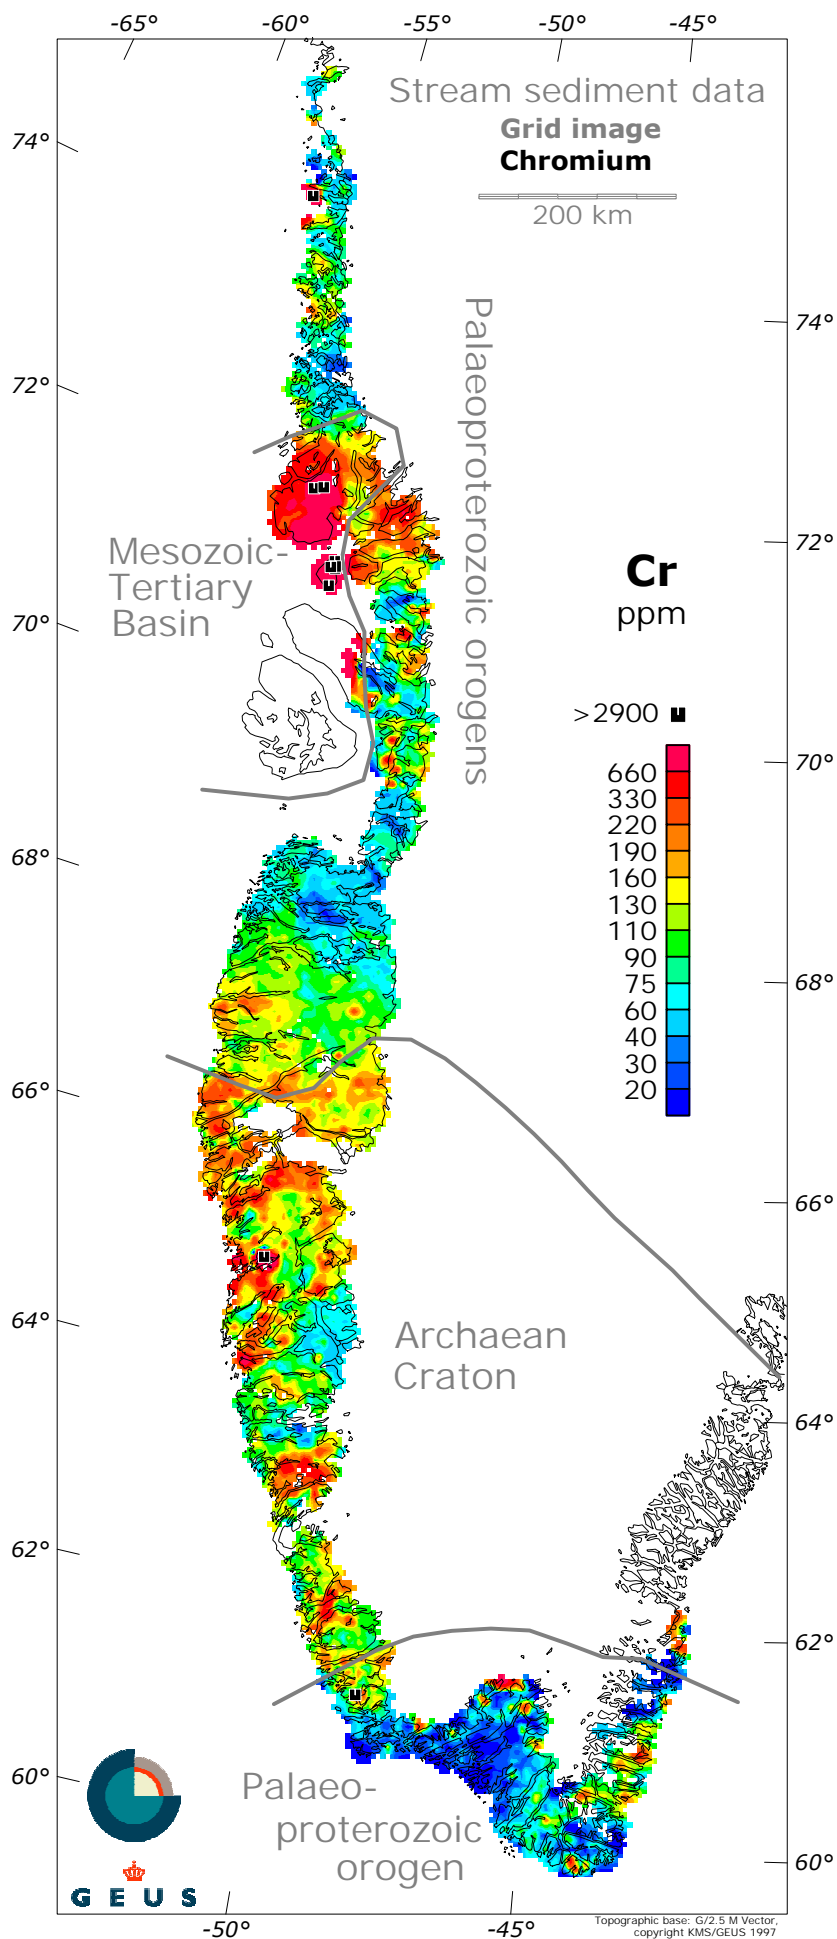 -65° -60° -55° -50° -45°
Stream sediment data
Grid image
Chromium
200 km
74°
74°
72°
72°
Palaeoproterozoic orogens
Mesozoic-
Tertiary
Basin
Cr
ppm
70°
>2900
70°
660
330
220
190
160
130
110
90
75
60
40
30
20
68°
68°
66°
66°
64°
Archaean
Craton
64°
62°
62°
60°
Palaeo-
proterozoic
orogen
60°
GEUS
-50° -45°
Topographic base: G/2.5 M Vector,
copyright KMS/GEUS 1997